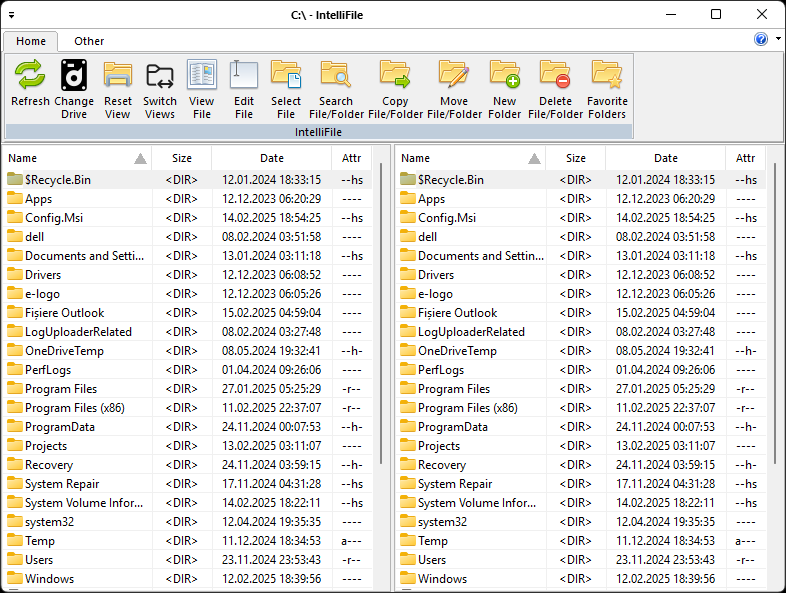 C:\ - IntelliFile
Home Other
Refresh Change Drive Reset View Switch Views View File Edit File Select File Search File/Folder Copy File/Folder Move File/Folder New Folder Delete File/Folder Favorite Folders
IntelliFile
Name Size Date Attr Name Size Date Attr
$Recycle.Bin <DIR> 12.01.2024 18:33:15 --hs $Recycle.Bin <DIR> 12.01.2024 18:33:15 --hs
Apps <DIR> 12.12.2023 06:20:29 ---- Apps <DIR> 12.12.2023 06:20:29 ----
Config.Msi <DIR> 14.02.2025 18:54:25 --hs Config.Msi <DIR> 14.02.2025 18:54:25 --hs
dell <DIR> 08.02.2024 03:51:58 ---- dell <DIR> 08.02.2024 03:51:58 ----
Documents and Setti... <DIR> 13.01.2024 03:11:18 --hs Documents and Settin... <DIR> 13.01.2024 03:11:18 --hs
Drivers <DIR> 12.12.2023 06:08:52 ---- Drivers <DIR> 12.12.2023 06:08:52 ----
e-logo <DIR> 12.12.2023 06:05:26 ---- e-logo <DIR> 12.12.2023 06:05:26 ----
Fișiere Outlook <DIR> 15.02.2025 04:59:04 ---- Fișiere Outlook <DIR> 15.02.2025 04:59:04 ----
LogUploaderRelated <DIR> 08.02.2024 03:27:48 ---- LogUploaderRelated <DIR> 08.02.2024 03:27:48 ----
OneDriveTemp <DIR> 08.05.2024 19:32:41 --h- OneDriveTemp <DIR> 08.05.2024 19:32:41 --h-
PerfLogs <DIR> 01.04.2024 09:26:06 ---- PerfLogs <DIR> 01.04.2024 09:26:06 ----
Program Files <DIR> 27.01.2025 05:25:29 -r-- Program Files <DIR> 27.01.2025 05:25:29 -r--
Program Files (x86) <DIR> 11.02.2025 22:37:07 -r-- Program Files (x86) <DIR> 11.02.2025 22:37:07 -r--
ProgramData <DIR> 24.11.2024 00:07:53 --h- ProgramData <DIR> 24.11.2024 00:07:53 --h-
Projects <DIR> 13.02.2025 03:11:07 ---- Projects <DIR> 13.02.2025 03:11:07 ----
Recovery <DIR> 24.11.2024 03:59:15 --h- Recovery <DIR> 24.11.2024 03:59:15 --h-
System Repair <DIR> 17.11.2024 04:31:28 --hs System Repair <DIR> 17.11.2024 04:31:28 --hs
System Volume Infor... <DIR> 14.02.2025 18:22:11 --hs System Volume Infor... <DIR> 14.02.2025 18:22:11 --hs
system32 <DIR> 12.04.2024 19:35:35 ---- system32 <DIR> 12.04.2024 19:35:35 ----
Temp <DIR> 11.12.2024 18:34:53 a--- Temp <DIR> 11.12.2024 18:34:53 a---
Users <DIR> 23.11.2024 23:53:43 -r-- Users <DIR> 23.11.2024 23:53:43 -r--
Windows <DIR> 12.02.2025 18:39:56 ---- Windows <DIR> 12.02.2025 18:39:56 ----